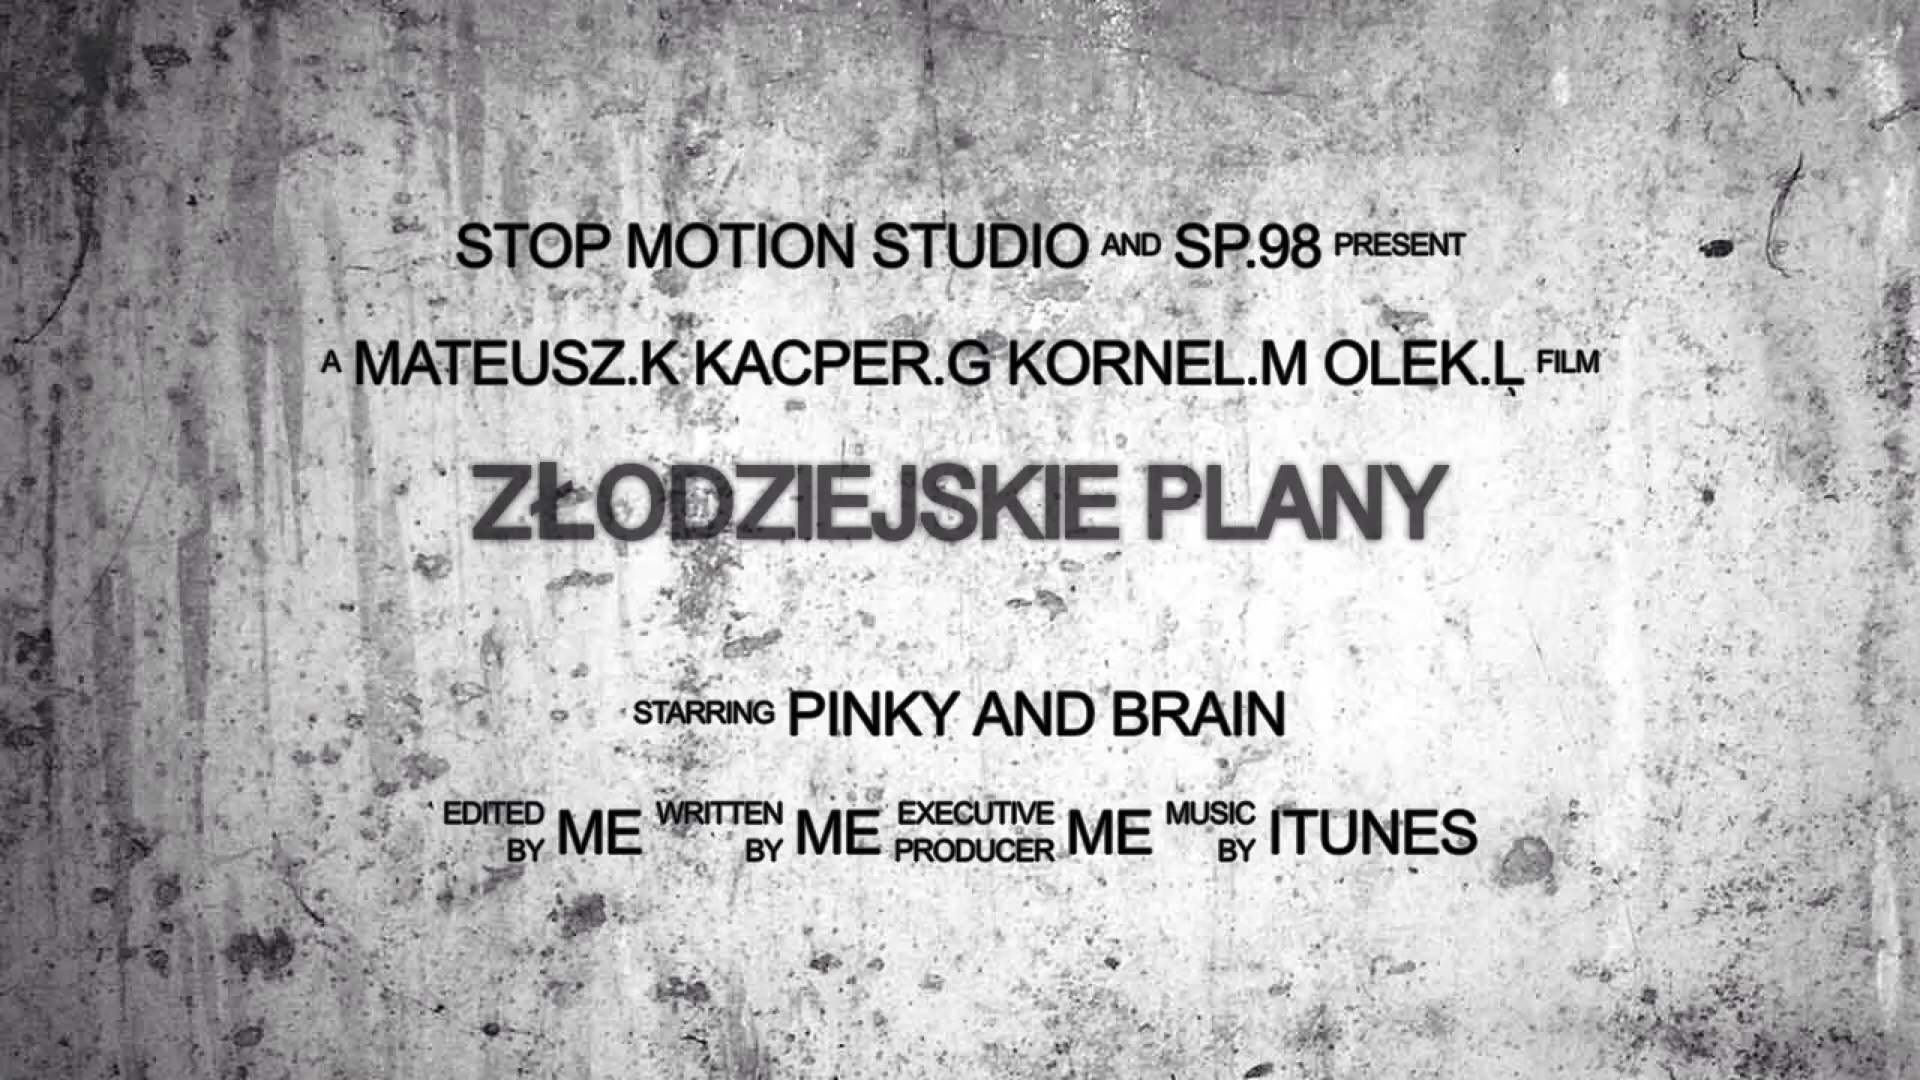 STOP MOTION STUDIO AND SP.98 PRESENT
A MATEUSZ.K KACPER.G KORNEL.M OLEK.L FILM
ZŁODZIEJSKIE PLANY
STARRING PINKY AND BRAIN
EDITED BY ME WRITTEN BY ME EXECUTIVE PRODUCER ME MUSIC BY ITUNES